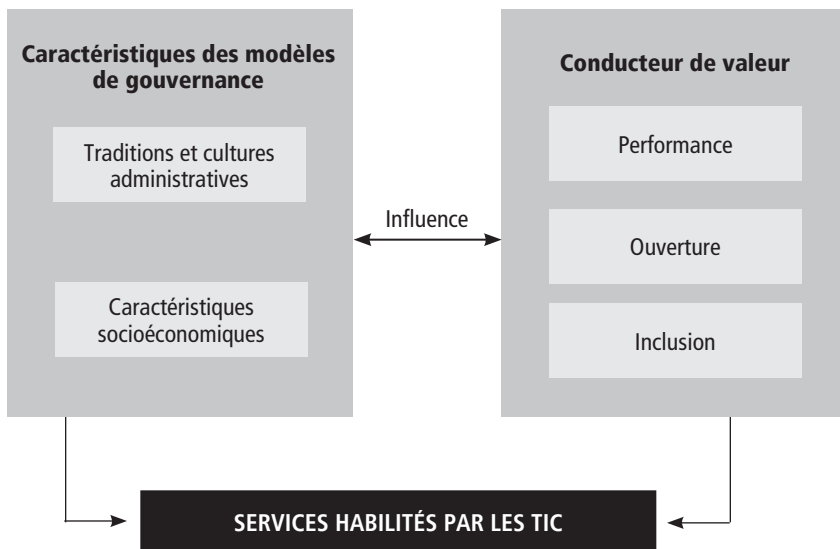 Caractéristiques des modèles
de gouvernance
Traditions et cultures
administratives
Caractéristiques
socioéconomiques
Influence
Conducteur de valeur
Performance
Ouverture
Inclusion
SERVICES HABILITÉS PAR LES TIC